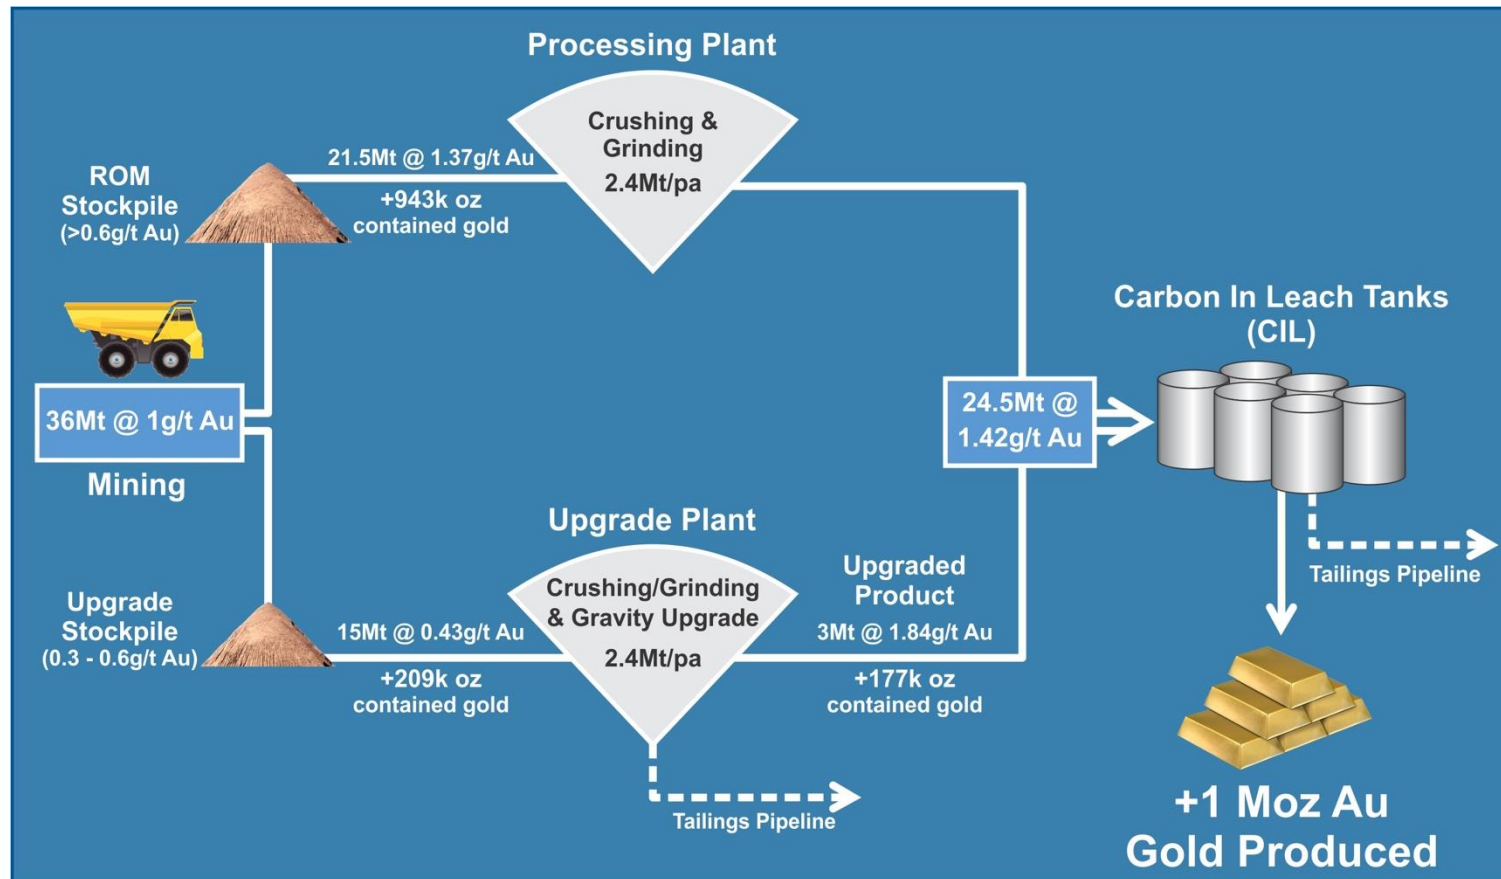 Processing Plant
Crushing &
Grinding
2.4Mt/pa
ROM
Stockpile
(>0.6g/t Au)
21.5Mt @ 1.37g/t Au
+943k oz
contained gold
36Mt @ 1g/t Au
Mining
Upgrade
Stockpile
(0.3 - 0.6g/t Au)
15Mt @ 0.43g/t Au
+209k oz
contained gold
Upgrade Plant
Crushing/Grinding
& Gravity Upgrade
2.4Mt/pa
Tailings Pipeline
Upgraded
Product
3Mt @ 1.84g/t Au
+177k oz
contained gold
24.5Mt @
1.42g/t Au
Carbon In Leach Tanks
(CIL)
Tailings Pipeline
+1 Moz Au
Gold Produced